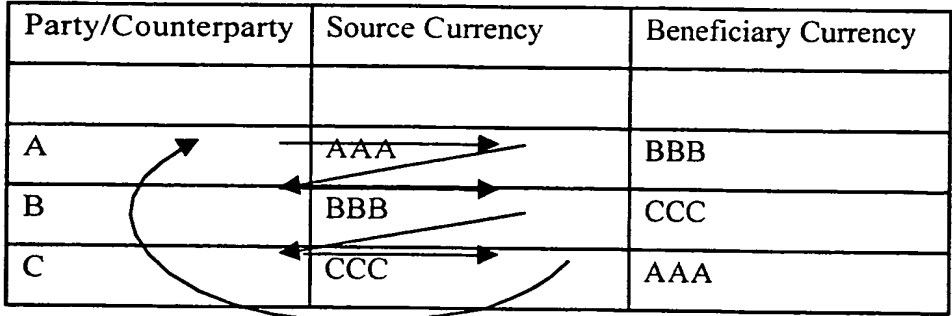 Party/Counterparty Source Currency Beneficiary Currency
A AAA BBB
B BBB CCC
C CCC AAA